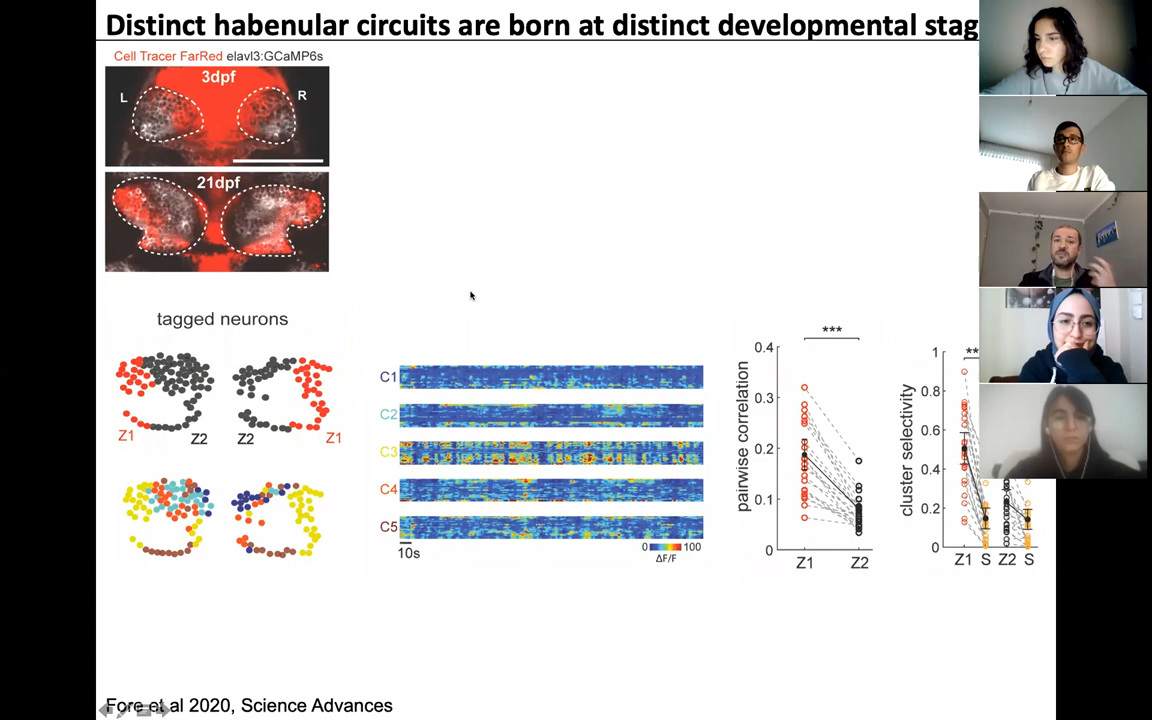 Distinct habenular circuits are born at distinct developmental stag
Cell Tracer FarRed elavl3:GCaMP6s
3dpf
L
R
21dpf
tagged neurons
Z1
Z2
Z2
Z1
C1
C2
C3
C4
C5
10s
0
100
ΔF/F
***
pairwise correlation
0.4
0.3
0.2
0.1
0
Z1
Z2
**
cluster selectivity
1
0.8
0.6
0.4
0.2
0
Z1 S Z2 S
Fore et al 2020, Science Advances